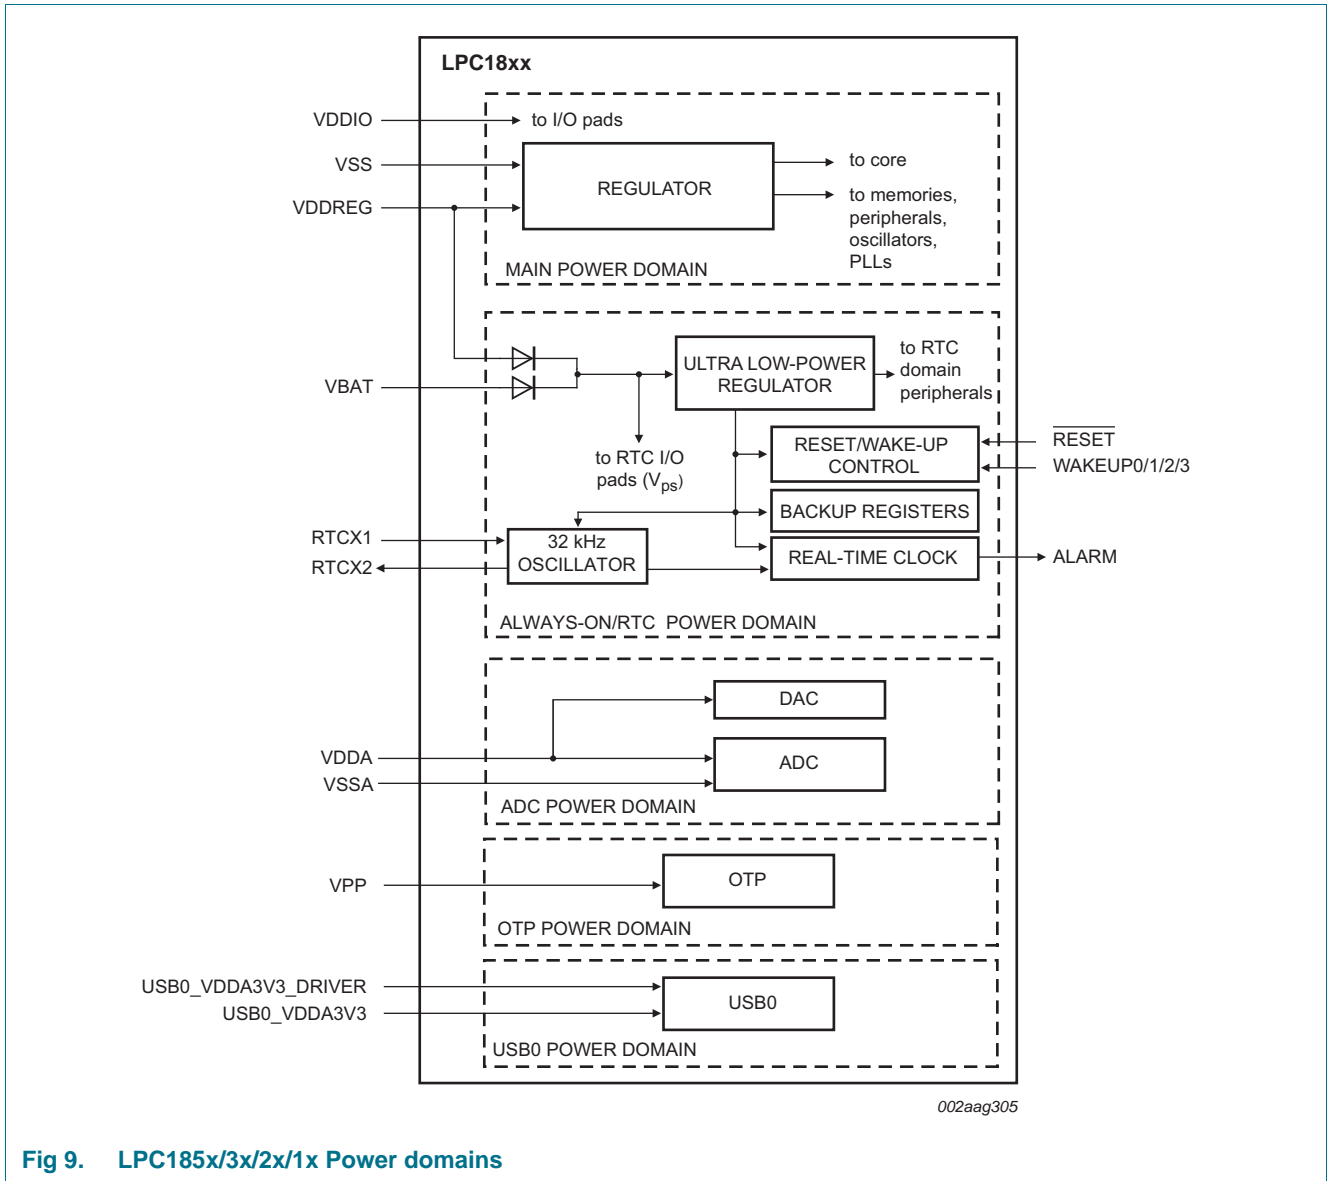 LPC18xx
VDDIO
to I/O pads
VSS
REGULATOR
to core
VDDREG
to memories,
peripherals,
oscillators,
PLLs
MAIN POWER DOMAIN
VBAT
ULTRA LOW-POWER
REGULATOR
to RTC
domain
peripherals
to RTC I/O
pads (Vps)
RESET/WAKE-UP
CONTROL
RESET
WAKEUP0/1/2/3
BACKUP REGISTERS
RTCX1
RTCX2
32 kHz
OSCILLATOR
REAL-TIME CLOCK
ALARM
ALWAYS-ON/RTC POWER DOMAIN
DAC
VDDA
VSSA
ADC
ADC POWER DOMAIN
VPP
OTP
OTP POWER DOMAIN
USB0_VDDA3V3_DRIVER
USB0_VDDA3V3
USB0
USB0 POWER DOMAIN
002aag305
Fig 9. LPC185x/3x/2x/1x Power domains